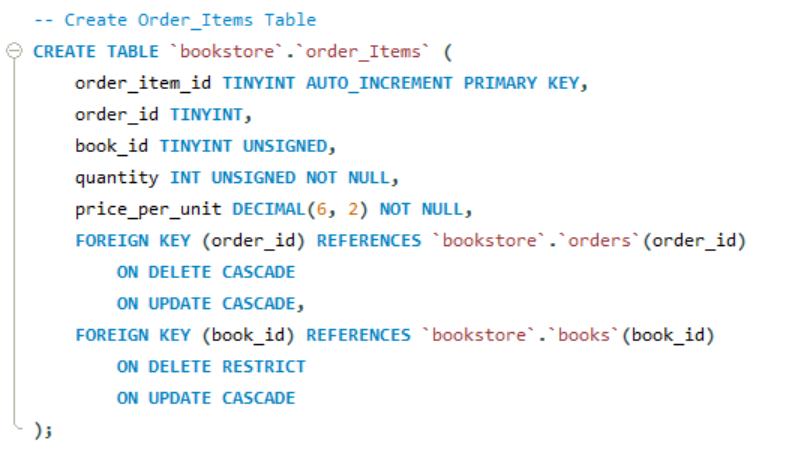 -- Create Order_Items Table
CREATE TABLE `bookstore`.`order_Items` (
order_item_id TINYINT AUTO_INCREMENT PRIMARY KEY,
order_id TINYINT,
book_id TINYINT UNSIGNED,
quantity INT UNSIGNED NOT NULL,
price_per_unit DECIMAL(6, 2) NOT NULL,
FOREIGN KEY (order_id) REFERENCES `bookstore`.`orders`(order_id)
ON DELETE CASCADE
ON UPDATE CASCADE,
FOREIGN KEY (book_id) REFERENCES `bookstore`.`books`(book_id)
ON DELETE RESTRICT
ON UPDATE CASCADE
);